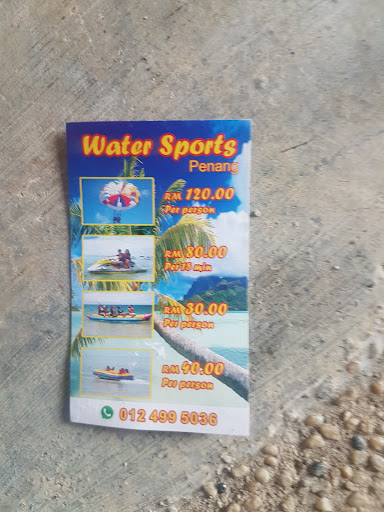 Water Sports
Penang
RM 120.00
Per person
RM 80.00
Per 15 min
RM 30.00
Per person
RM 40.00
Per person
012 499 5036